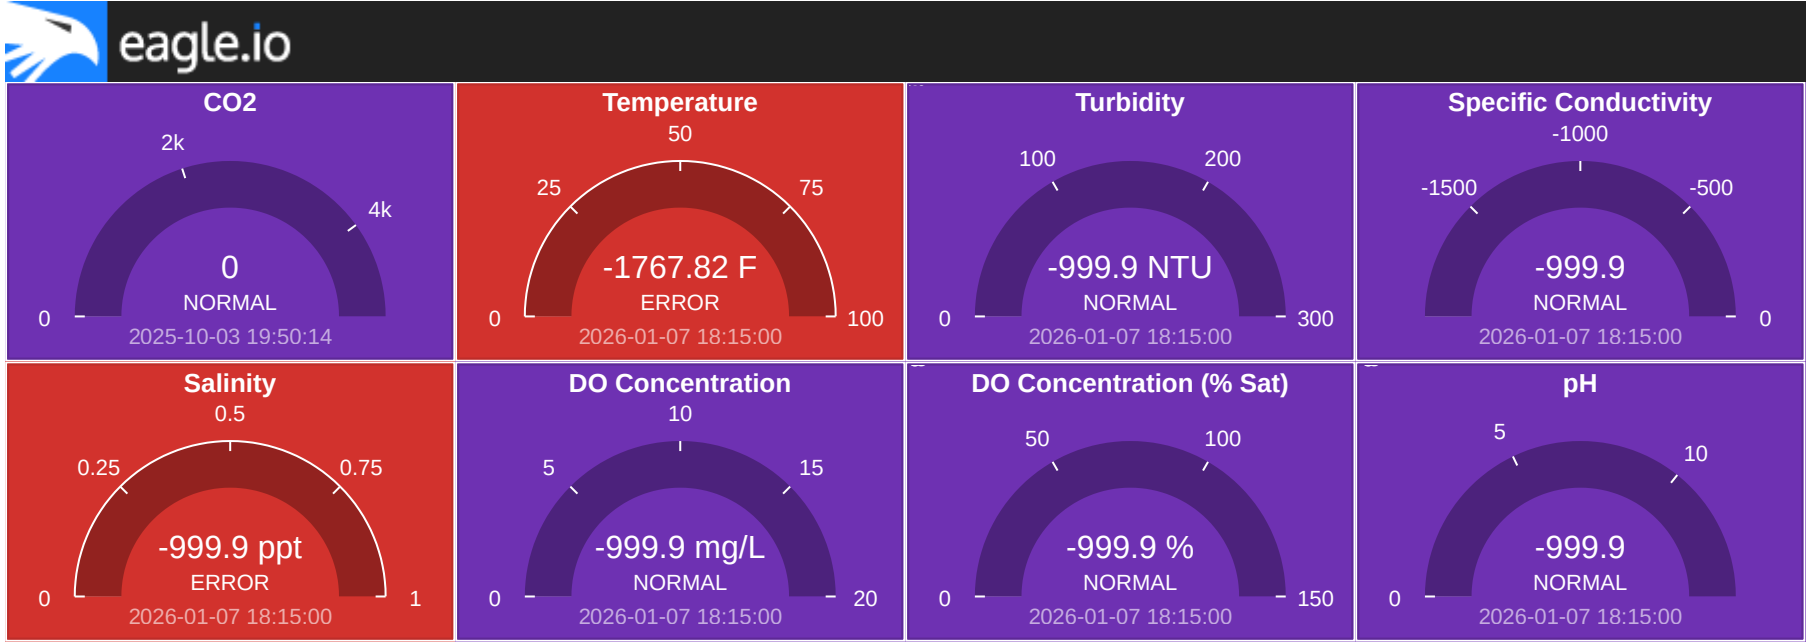 eagle.io
CO2
2k
4k
0
0
NORMAL
2025-10-03 19:50:14
Temperature
50
25
75
-1767.82 F
ERROR
0
100
2026-01-07 18:15:00
Turbidity
100
200
-999.9 NTU
NORMAL
0
300
2026-01-07 18:15:00
Specific Conductivity
-1000
-1500
-500
-999.9
NORMAL
0
2026-01-07 18:15:00
Salinity
0.5
0.25
0.75
-999.9 ppt
ERROR
0
1
2026-01-07 18:15:00
DO Concentration
10
5
15
-999.9 mg/L
NORMAL
0
20
2026-01-07 18:15:00
DO Concentration (% Sat)
50
100
-999.9 %
NORMAL
0
150
2026-01-07 18:15:00
pH
5
10
-999.9
NORMAL
0
2026-01-07 18:15:00